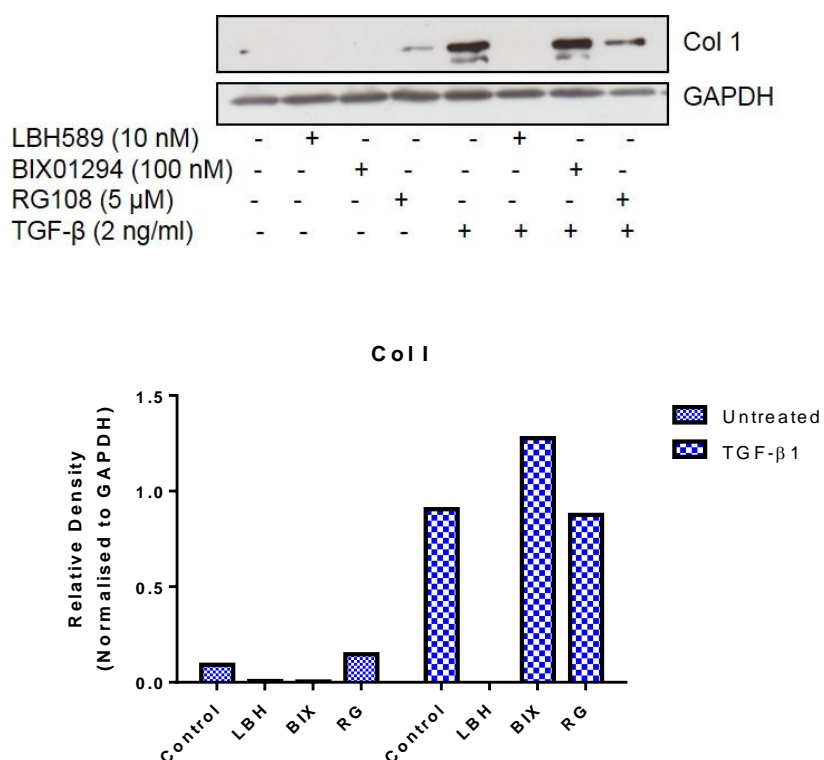 Col 1
GAPDH
LBH589 (10 nM) - + - - - + - -
BIX01294 (100 nM) - - + - - - + -
RG108 (5 µM) - - - + - - - +
TGF-β (2 ng/ml) - - - - + + + +
Col I
1.5
1.0
0.5
0.0
Relative Density
(Normalised to GAPDH)
Control LBH BIX RG Control LBH BIX RG
Untreated
TGF-β1